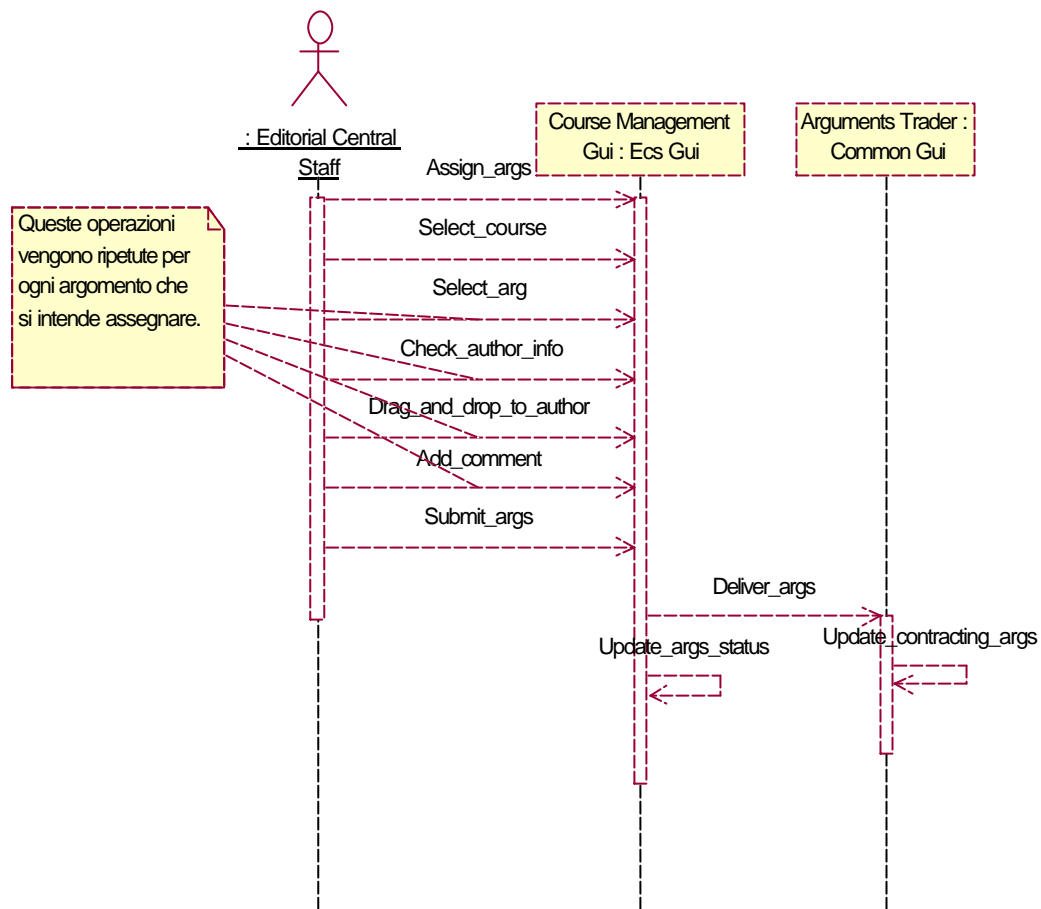 : Editorial Central
Staff
Course Management
Gui : Ecs Gui
Arguments Trader :
Common Gui
Assign_args
Queste operazioni
vengono ripetute per
ogni argomento che
si intende assegnare.
Select_course
Select_arg
Check_author_info
Drag_and_drop_to_author
Add_comment
Submit_args
Deliver_args
Update_args_status
Update_contracting_args